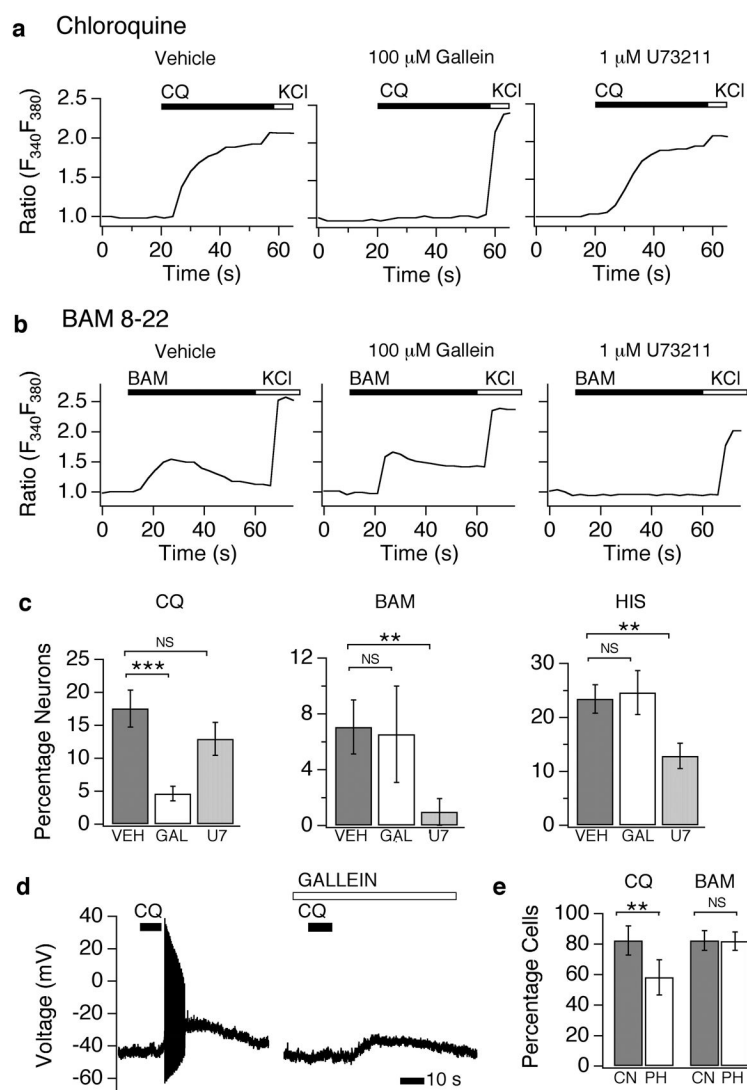 a Chloroquine
Vehicle
100 µM Gallein
1 µM U73211
CQ KCl
CQ KCl
CQ KCl
Ratio (F340F380)
2.5
2.0
1.5
1.0
0 20 40 60
0 20 40 60
0 20 40 60
Time (s)
Time (s)
Time (s)
b BAM 8-22
Vehicle
100 µM Gallein
1 µM U73211
BAM KCl
BAM KCl
BAM KCl
Ratio (F340F380)
2.5
2.0
1.5
1.0
0 20 40 60
0 20 40 60
0 20 40 60
Time (s)
Time (s)
Time (s)
c
CQ
BAM
HIS
Percentage Neurons
25
20
15
10
5
0
NS
***
VEH GAL U7
12
9
6
3
0
**
NS
VEH GAL U7
30
20
10
0
**
NS
VEH GAL U7
d
GALLEIN
CQ
CQ
Voltage (mV)
40
20
0
-20
-40
-60
10 s
e
CQ BAM
Percentage Cells
100
80
60
40
20
0
** NS
CN PH CN PH